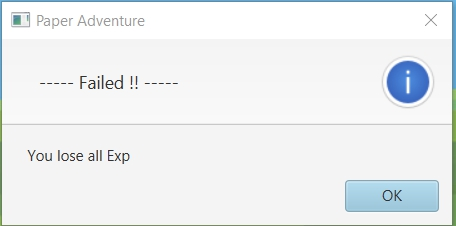 Paper Adventure
----- Failed !! -----
i
You lose all Exp
OK